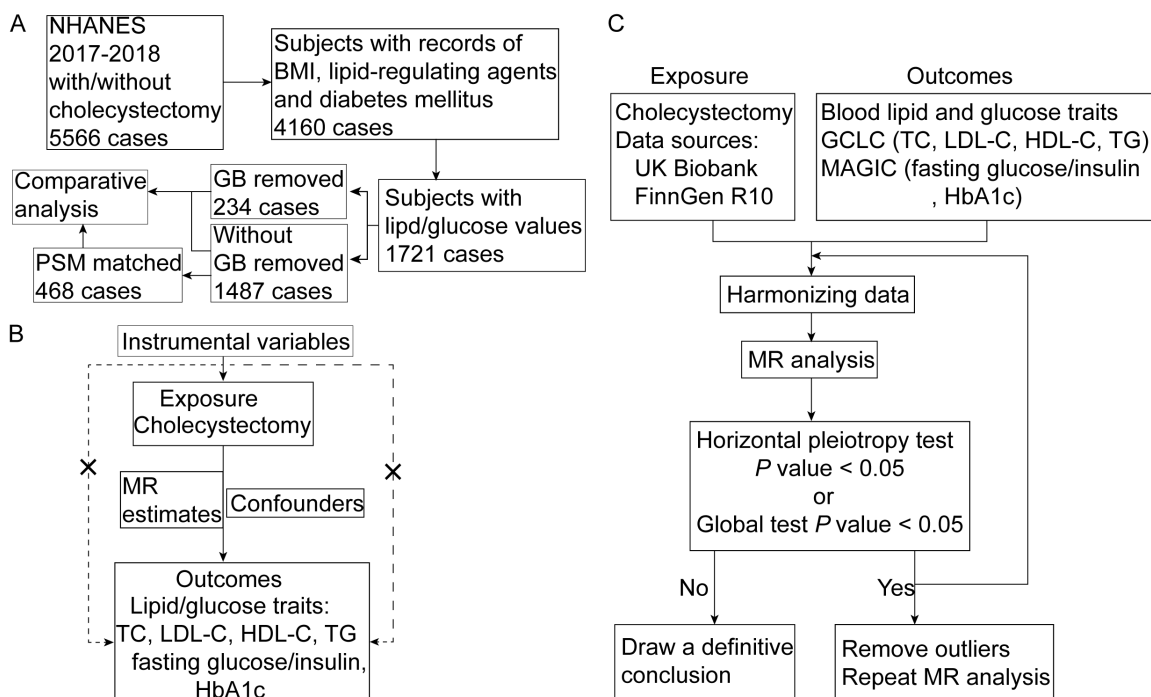 A
NHANES
2017-2018
with/without
cholecystectomy
5566 cases
Subjects with records of
BMI, lipid-regulating agents
and diabetes mellitus
4160 cases
Comparative
analysis
GB removed
234 cases
Subjects with
lipd/glucose values
1721 cases
Without
GB removed
1487 cases
PSM matched
468 cases
B
Instrumental variables
Exposure
Cholecystectomy
MR
estimates
Confounders
Outcomes
Lipid/glucose traits:
TC, LDL-C, HDL-C, TG
fasting glucose/insulin,
HbA1c
C
Exposure
Cholecystectomy
Data sources:
UK Biobank
FinnGen R10
Outcomes
Blood lipid and glucose traits
GCLC (TC, LDL-C, HDL-C, TG)
MAGIC (fasting glucose/insulin
, HbA1c)
Harmonizing data
MR analysis
Horizontal pleiotropy test
P value < 0.05
or
Global test P value < 0.05
No
Yes
Draw a definitive
conclusion
Remove outliers
Repeat MR analysis